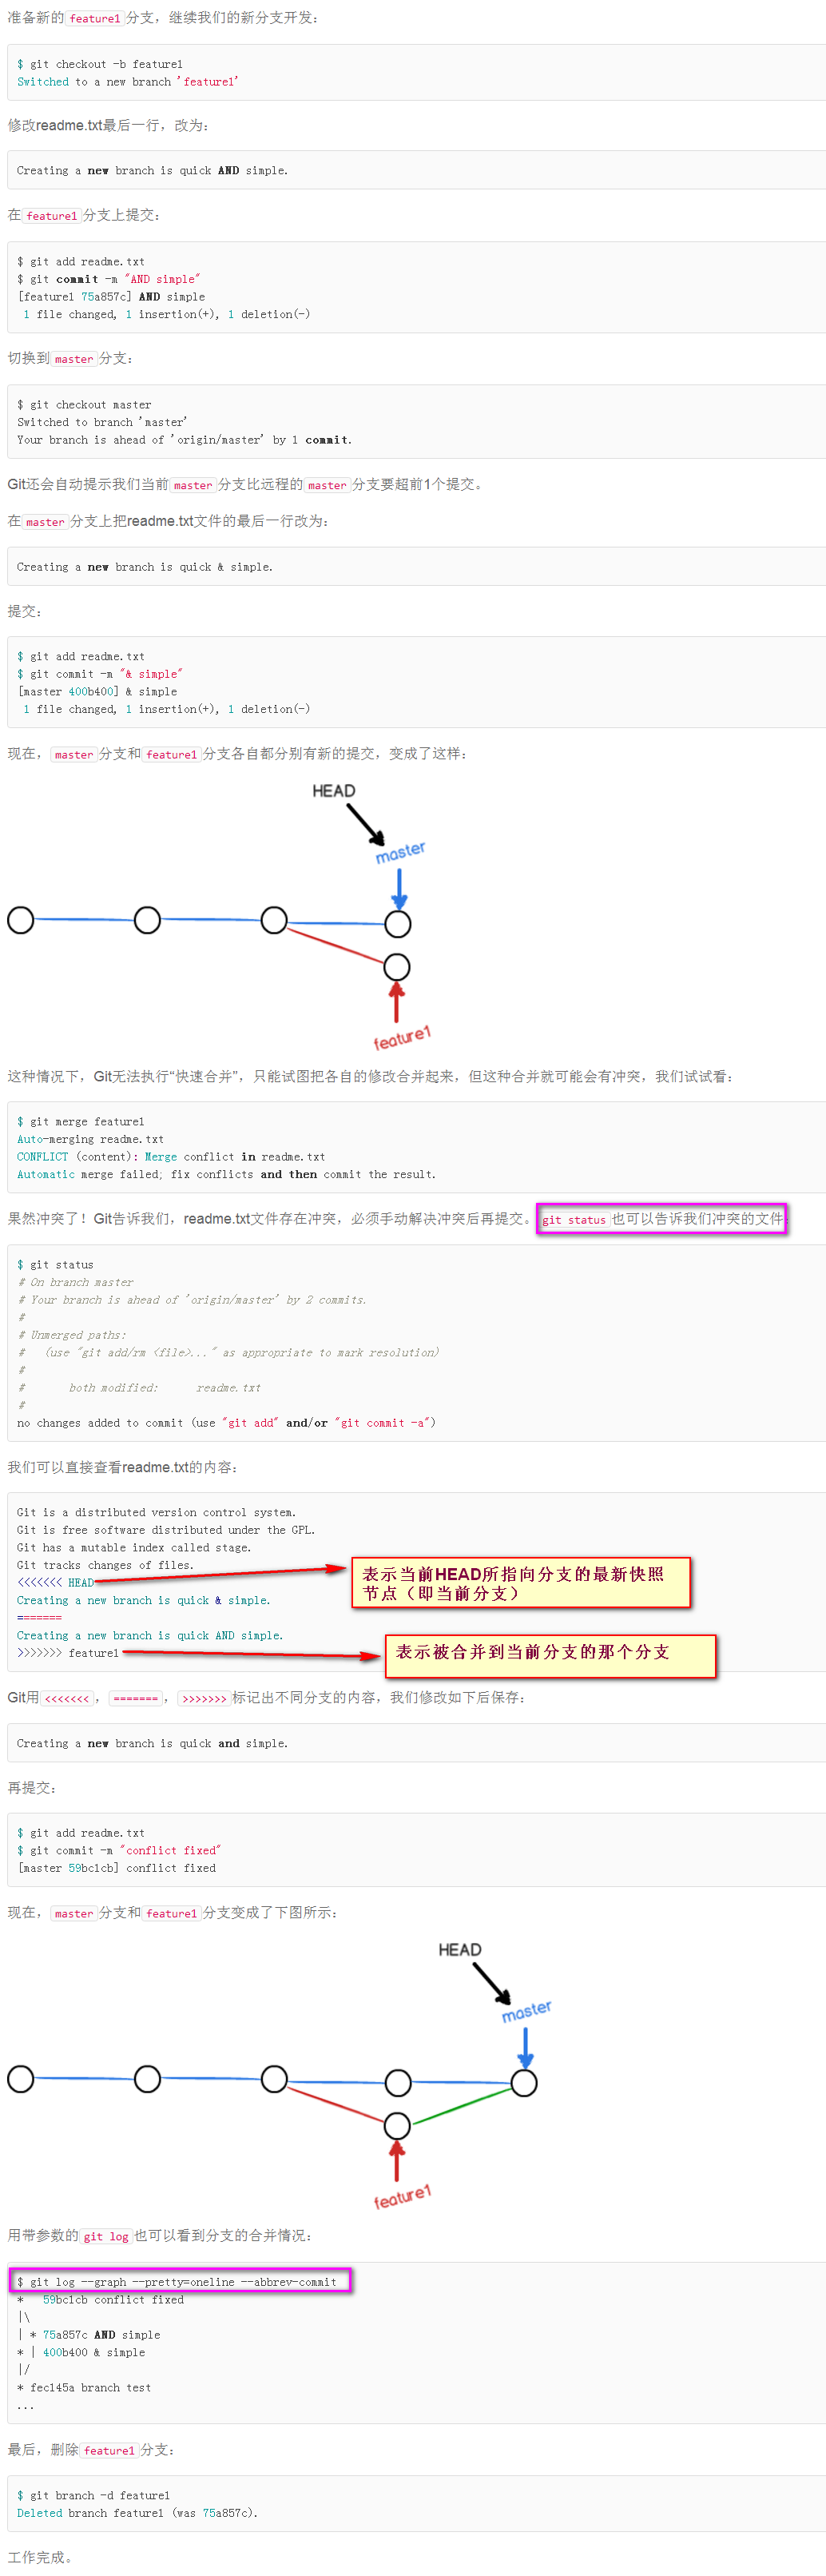 准备新的feature1分支，继续我们的新分支开发：
$ git checkout -b feature1
Switched to a new branch 'feature1'
修改readme.txt最后一行，改为：
Creating a new branch is quick AND simple.
在feature1分支上提交：
$ git add readme.txt
$ git commit -m "AND simple"
[feature1 75a857c] AND simple
 1 file changed, 1 insertion(+), 1 deletion(-)
切换到master分支：
$ git checkout master
Switched to branch 'master'
Your branch is ahead of 'origin/master' by 1 commit.
Git还会自动提示我们当前master分支比远程的master分支要超前1个提交。
在master分支上把readme.txt文件的最后一行改为：
Creating a new branch is quick & simple.
提交：
$ git add readme.txt
$ git commit -m "& simple"
[master 400b400] & simple
 1 file changed, 1 insertion(+), 1 deletion(-)
现在，master分支和feature1分支各自都分别有新的提交，变成了这样：
HEAD
master
feature1
这种情况下，Git无法执行“快速合并”，只能试图把各自的修改合并起来，但这种合并就可能会有冲突，我们试试看：
$ git merge feature1
Auto-merging readme.txt
CONFLICT (content): Merge conflict in readme.txt
Automatic merge failed; fix conflicts and then commit the result.
果然冲突了！Git告诉我们，readme.txt文件存在冲突，必须手动解决冲突后再提交。git status也可以告诉我们冲突的文件：
$ git status
# On branch master
# Your branch is ahead of 'origin/master' by 2 commits.
#
# Unmerged paths:
#   (use "git add/rm <file>..." as appropriate to mark resolution)
#
#       both modified:      readme.txt
#
no changes added to commit (use "git add" and/or "git commit -a")
我们可以直接查看readme.txt的内容：
Git is a distributed version control system.
Git is free software distributed under the GPL.
Git has a mutable index called stage.
Git tracks changes of files.
<<<<<<< HEAD
表示当前HEAD所指向分支的最新快照
节点（即当前分支）
Creating a new branch is quick & simple.
=======
Creating a new branch is quick AND simple.
>>>>>>> feature1
表示被合并到当前分支的那个分支
Git用<<<<<<<，=======，>>>>>>>标记出不同分支的内容，我们修改如下后保存：
Creating a new branch is quick and simple.
再提交：
$ git add readme.txt
$ git commit -m "conflict fixed"
[master 59bc1cb] conflict fixed
现在，master分支和feature1分支变成了下图所示：
HEAD
master
feature1
用带参数的git log也可以看到分支的合并情况：
$ git log --graph --pretty=oneline --abbrev-commit
*   59bc1cb conflict fixed
|\
| * 75a857c AND simple
* | 400b400 & simple
|/
* fec145a branch test
...
最后，删除feature1分支：
$ git branch -d feature1
Deleted branch feature1 (was 75a857c).
工作完成。